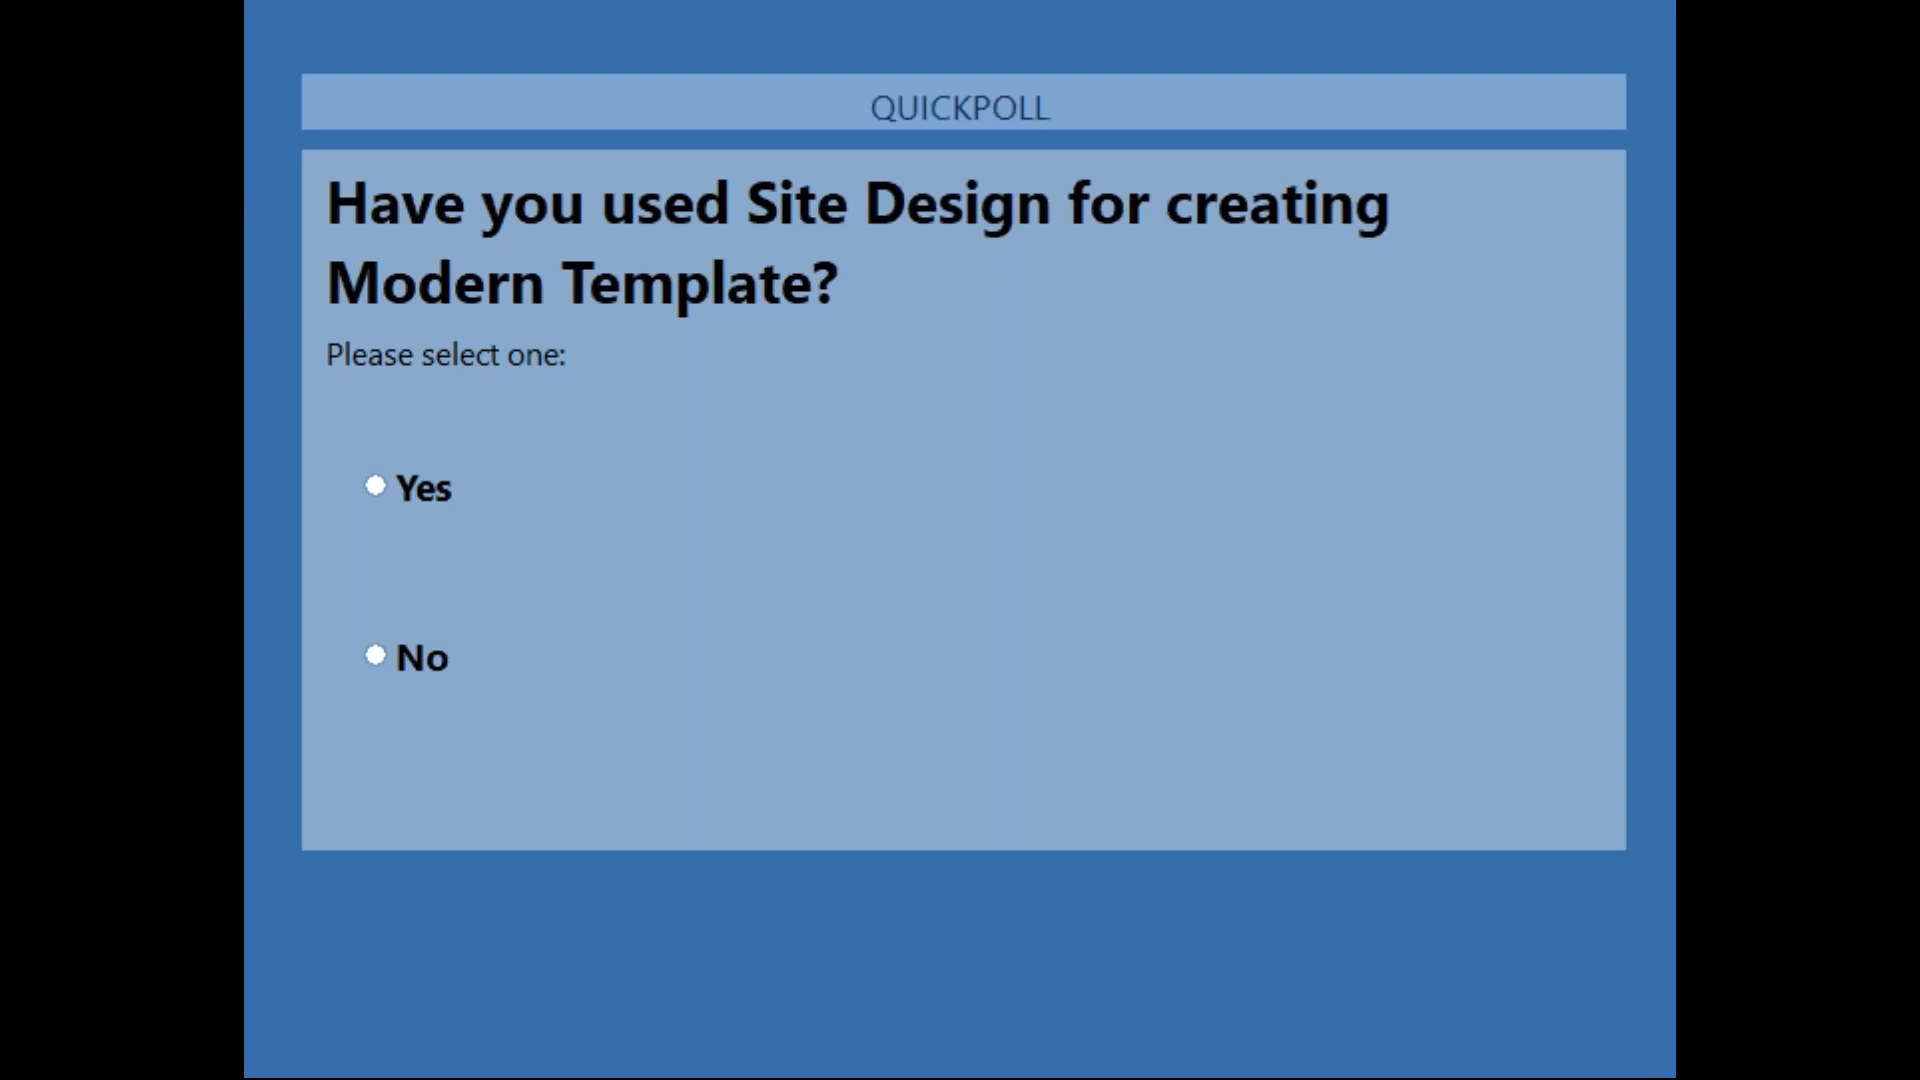 QUICKPOLL
Have you used Site Design for creating
Modern Template?
Please select one:
Yes
No